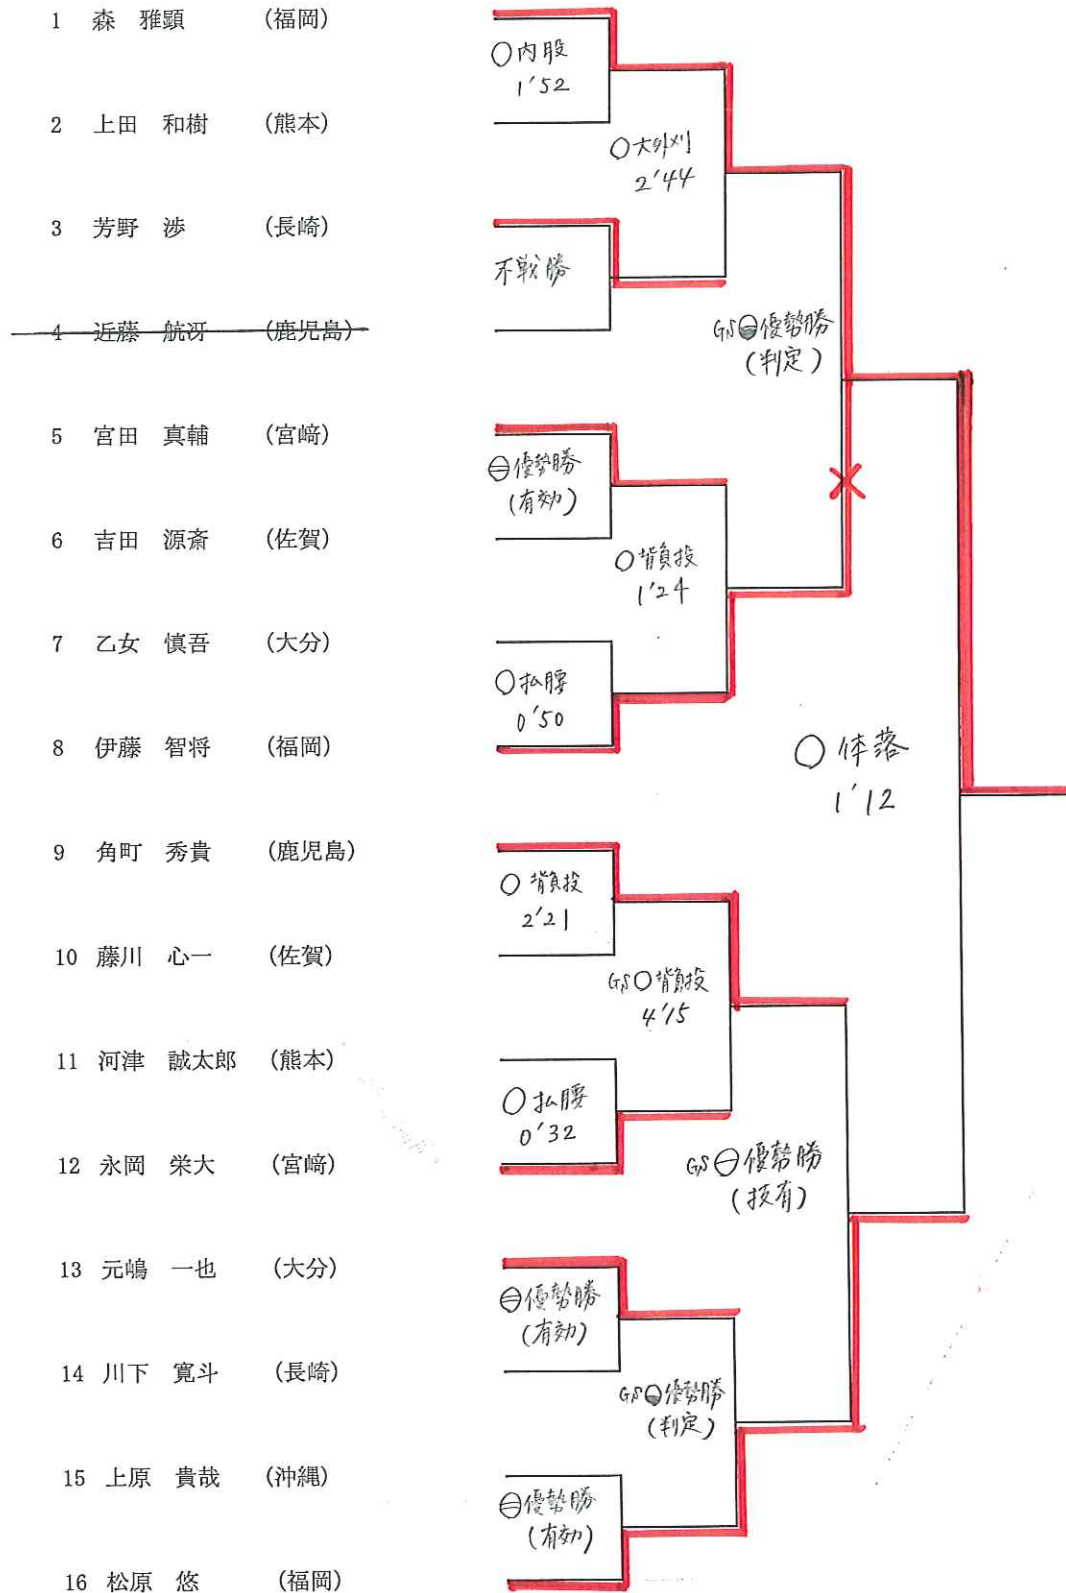 1 森 雅顕 (福岡)
○内股
1′52
2 上田 和樹 (熊本)
○大外刈
2′44
3 芳野 渉 (長崎)
不戦勝
4 近藤 航冴 (鹿児島)
GS 優勢勝
(判定)
5 宮田 真輔 (宮﨑)
優勢勝
(有効)
6 吉田 源斎 (佐賀)
○背負投
1′24
7 乙女 慎吾 (大分)
○払腰
0′50
8 伊藤 智将 (福岡)
○体落
1′12
9 角町 秀貴 (鹿児島)
○背負投
2′21
10 藤川 心一 (佐賀)
GS○背負投
4′15
11 河津 誠太郎 (熊本)
○払腰
0′32
12 永岡 栄大 (宮﨑)
GS⊖優勢勝
(技有)
13 元嶋 一也 (大分)
優勢勝
(有効)
14 川下 寛斗 (長崎)
GS 優勢勝
(判定)
15 上原 貴哉 (沖縄)
優勢勝
(有効)
16 松原 悠 (福岡)